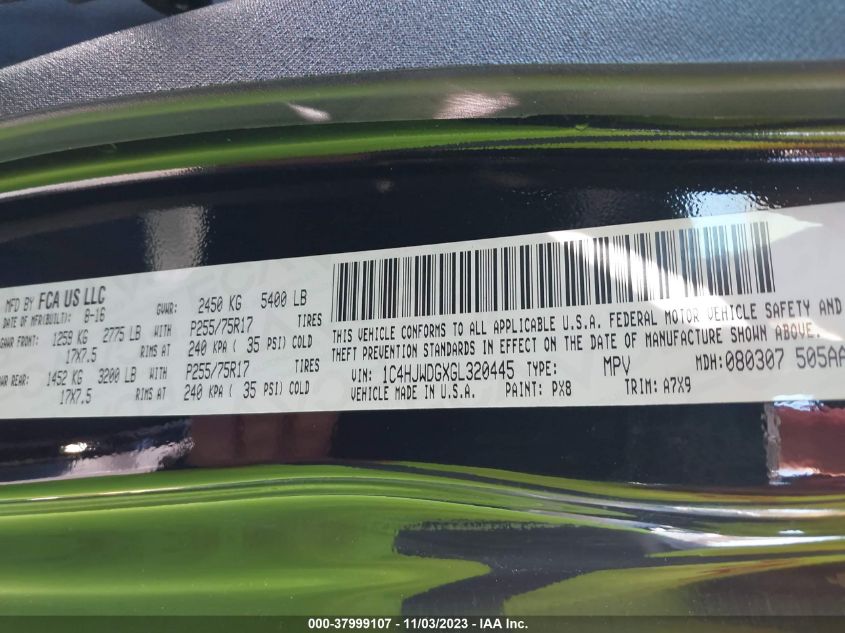 MFD BY FCA US LLC
DATE OF MFR(BUILT): 8-16 GVWR: 2450 KG 5400 LB
GAWR FRONT: 1259 KG 2775 LB WITH P255/75R17 TIRES
17X7.5 RIMS AT 240 KPA ( 35 PSI) COLD
REAR: 1452 KG 3200 LB WITH P255/75R17 TIRES
17X7.5 RIMS AT 240 KPA ( 35 PSI) COLD
THIS VEHICLE CONFORMS TO ALL APPLICABLE U.S.A. FEDERAL MOTOR VEHICLE SAFETY AND
THEFT PREVENTION STANDARDS IN EFFECT ON THE DATE OF MANUFACTURE SHOWN ABOVE.
VIN: 1C4HJWDGXGL320445 TYPE: MPV MDH:080307 505AA
VEHICLE MADE IN U.S.A. PAINT: PX8 TRIM: A7X9
000-37999107 - 11/03/2023 - IAA Inc.